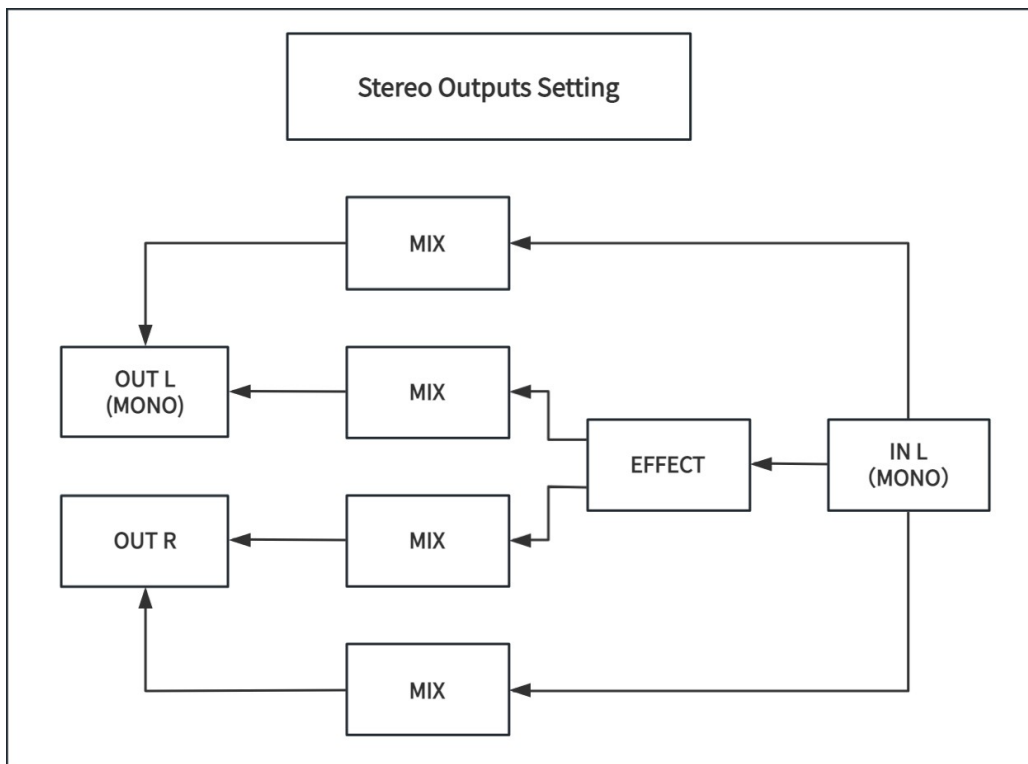 Stereo Outputs Setting
MIX
OUT L
(MONO)
MIX
EFFECT
IN L
(MONO)
OUT R
MIX
MIX